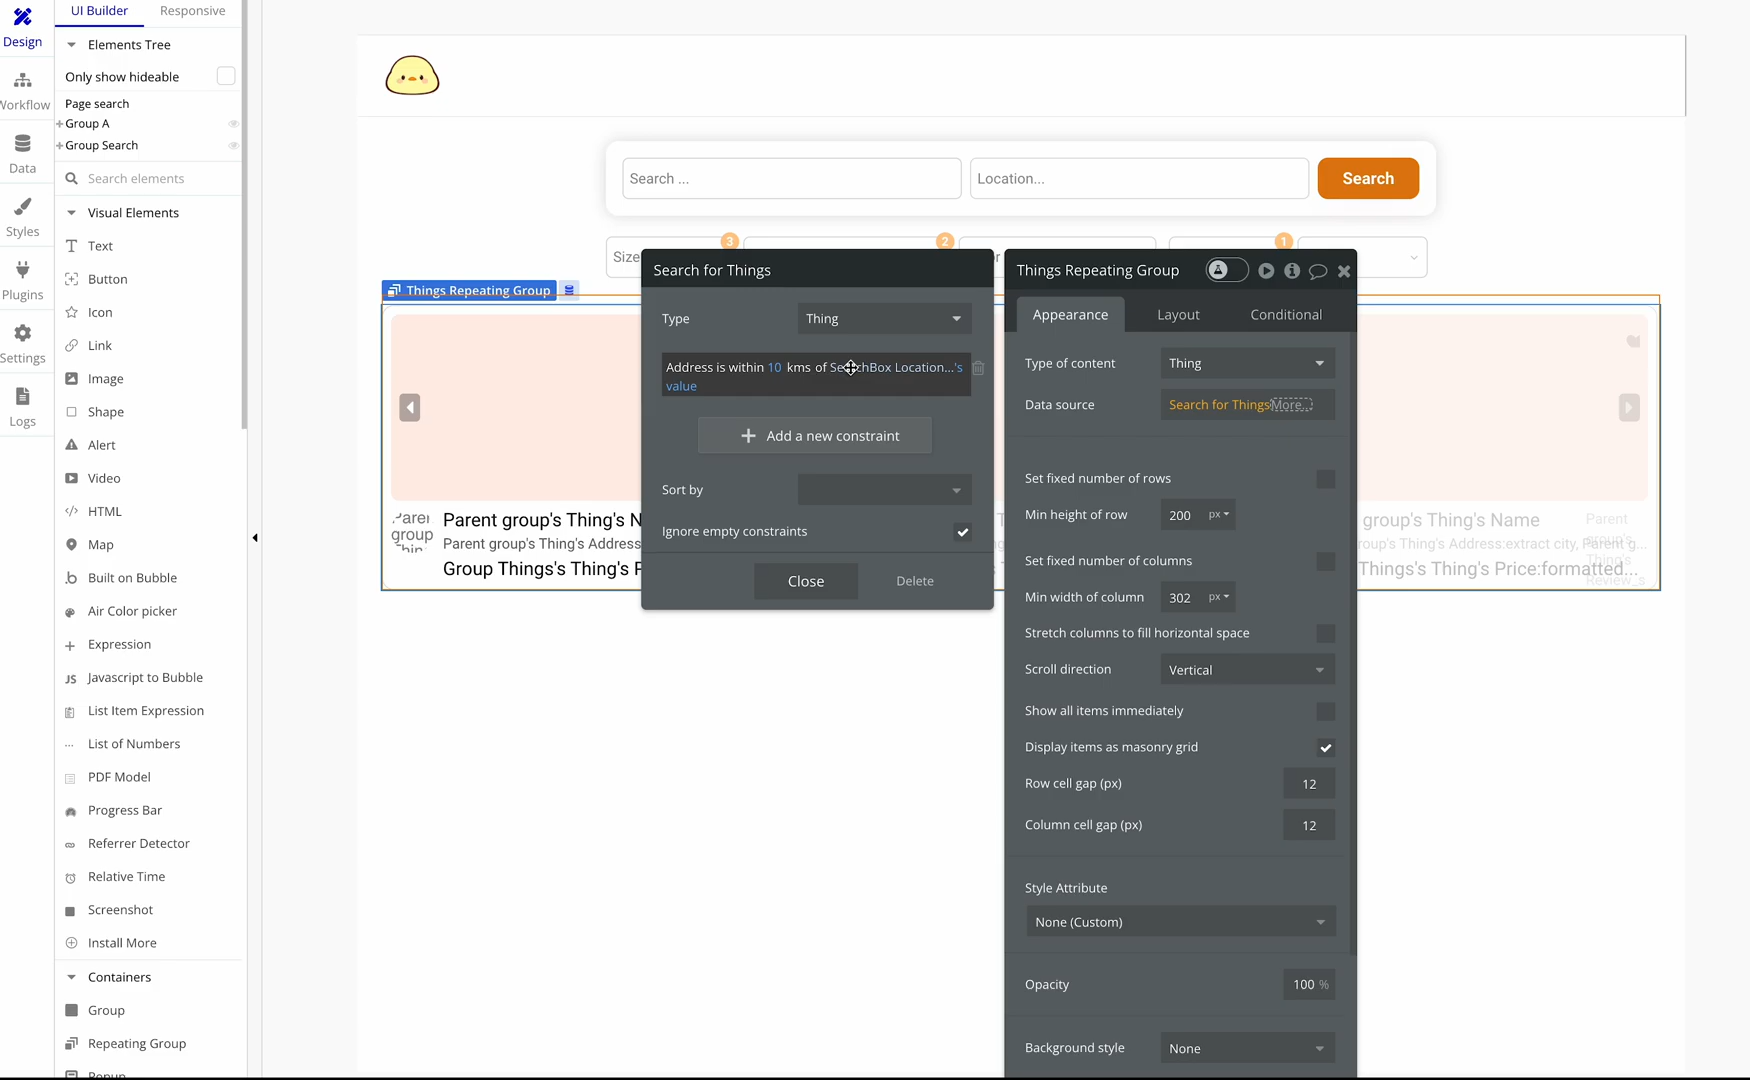 UI Builder
Responsive
Design
Workflow
Data
Styles
Plugins
Settings
Logs
Elements Tree
Only show hideable
Page search
Group A
Group Search
Search elements
Visual Elements
Text
Button
Icon
Link
Image
Shape
Alert
Video
HTML
Map
Built on Bubble
Air Color picker
Expression
Javascript to Bubble
List Item Expression
List of Numbers
PDF Model
Progress Bar
Referrer Detector
Relative Time
Screenshot
Install More
Containers
Group
Repeating Group
Popup
Search ...
Location...
Search
3
2
1
Size
Things Repeating Group
Parent group's Thing's N
Parent group's Thing's Address
Group Things's Thing's P
group's Thing's Name
roup's Thing's Address:extract city, Parent g...
Things's Thing's Price:formatted...
Search for Things
Type
Thing
Address is within 10 kms of SearchBox Location...'s
value
Add a new constraint
Sort by
Ignore empty constraints
Close
Delete
Things Repeating Group
Appearance
Layout
Conditional
Type of content
Thing
Data source
Search for Things More...
Set fixed number of rows
Min height of row
200
px
Set fixed number of columns
Min width of column
302
px
Stretch columns to fill horizontal space
Scroll direction
Vertical
Show all items immediately
Display items as masonry grid
Row cell gap (px)
12
Column cell gap (px)
12
Style Attribute
None (Custom)
Opacity
100 %
Background style
None